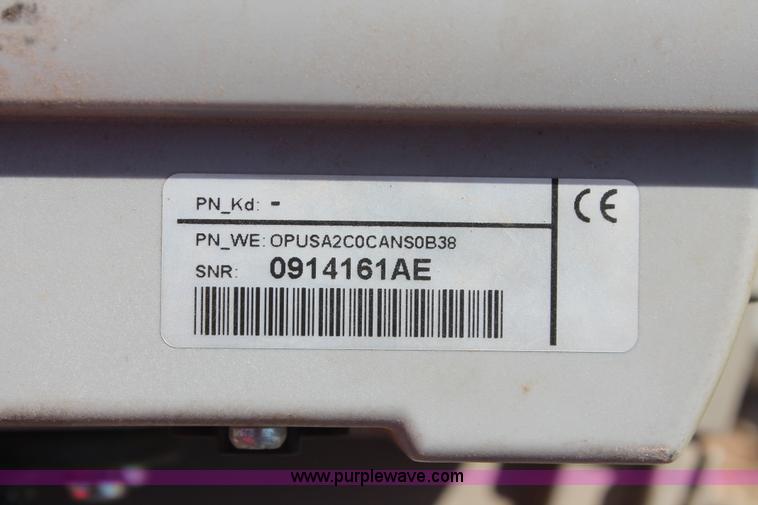 PN_Kd: -
PN_WE: OPUSA2C0CANS0B38
SNR: 0914161AE
CE
www.purplewave.com